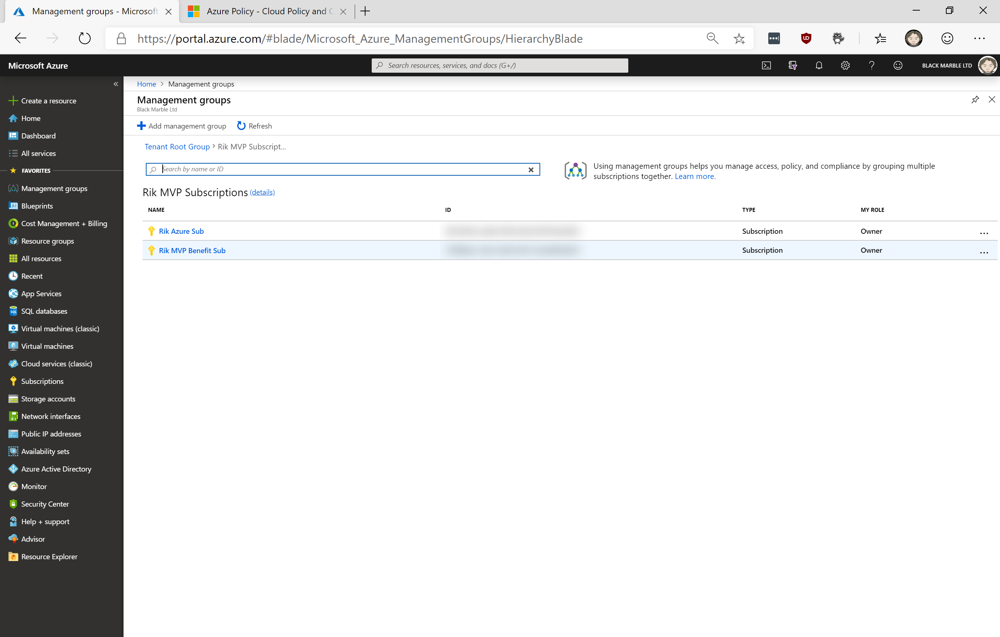 Management groups - Microsoft
Azure Policy - Cloud Policy and C
https://portal.azure.com/#blade/Microsoft_Azure_ManagementGroups/HierarchyBlade
Microsoft Azure
Search resources, services, and docs (G+/)
BLACK MARBLE LTD
«
Create a resource
Home
Dashboard
All services
FAVORITES
Management groups
Blueprints
Cost Management + Billing
Resource groups
All resources
Recent
App Services
SQL databases
Virtual machines (classic)
Virtual machines
Cloud services (classic)
Subscriptions
Storage accounts
Network interfaces
Public IP addresses
Availability sets
Azure Active Directory
Monitor
Security Center
Help + support
Advisor
Resource Explorer
Home > Management groups
Management groups
Black Marble Ltd
Add management group Refresh
Tenant Root Group > Rik MVP Subscript...
Search by name or ID
Using management groups helps you manage access, policy, and compliance by grouping multiple
subscriptions together. Learn more.
Rik MVP Subscriptions (details)
NAME ID TYPE MY ROLE
Rik Azure Sub Subscription Owner ...
Rik MVP Benefit Sub Subscription Owner ...